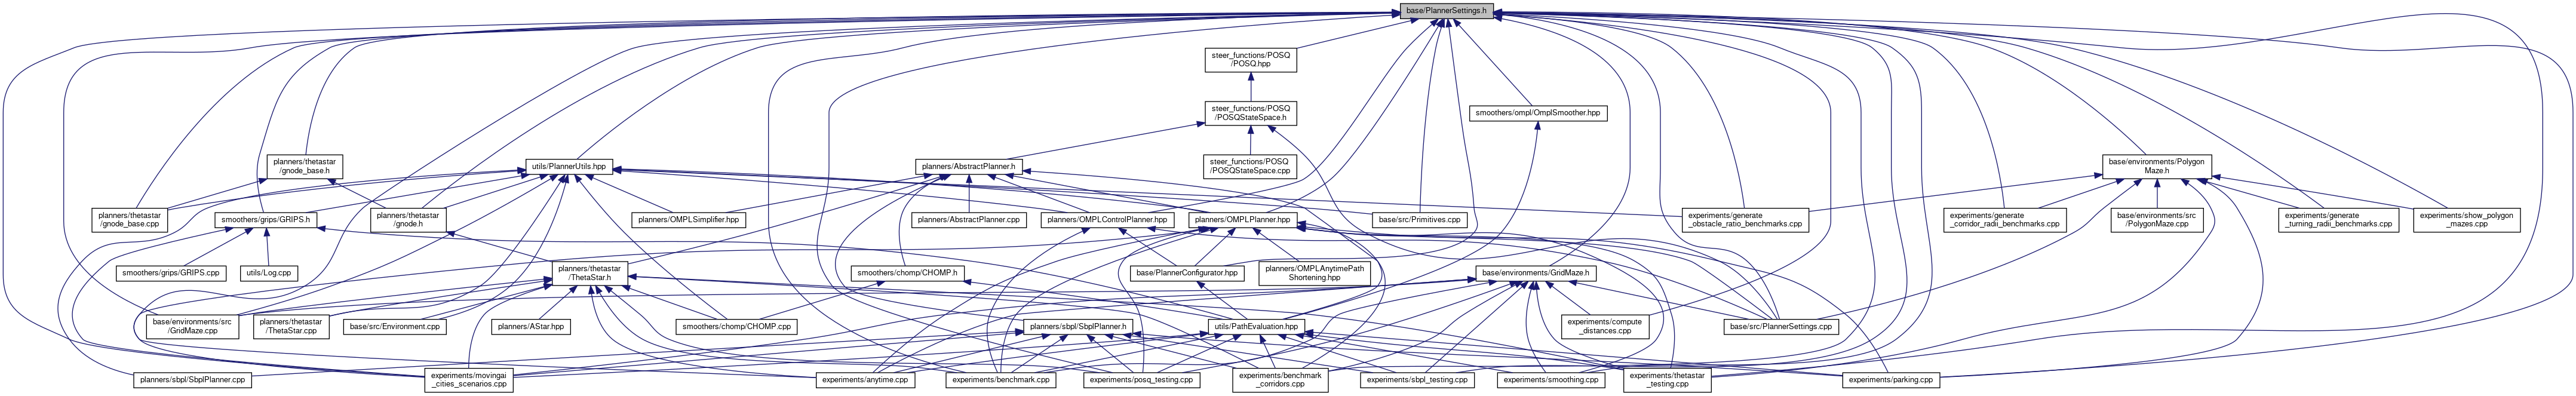 base/PlannerSettings.h
steer_functions/POSQ
/POSQ.hpp
steer_functions/POSQ
/POSQStateSpace.h
smoothers/ompl/OmplSmoother.hpp
planners/thetastar
/gnode_base.h
utils/PlannerUtils.hpp
planners/AbstractPlanner.h
steer_functions/POSQ
/POSQStateSpace.cpp
base/environments/Polygon
Maze.h
planners/thetastar
/gnode_base.cpp
smoothers/grips/GRIPS.h
planners/thetastar
/gnode.h
planners/OMPLSimplifier.hpp
planners/AbstractPlanner.cpp
planners/OMPLControlPlanner.hpp
planners/OMPLPlanner.hpp
base/src/Primitives.cpp
experiments/generate
_obstacle_ratio_benchmarks.cpp
experiments/generate
_corridor_radii_benchmarks.cpp
base/environments/src
/PolygonMaze.cpp
experiments/generate
_turning_radii_benchmarks.cpp
experiments/show_polygon
_mazes.cpp
smoothers/grips/GRIPS.cpp
utils/Log.cpp
planners/thetastar
/ThetaStar.h
smoothers/chomp/CHOMP.h
base/PlannerConfigurator.hpp
planners/OMPLAnytimePath
Shortening.hpp
base/environments/GridMaze.h
base/environments/src
/GridMaze.cpp
planners/thetastar
/ThetaStar.cpp
base/src/Environment.cpp
planners/AStar.hpp
smoothers/chomp/CHOMP.cpp
planners/sbpl/SbplPlanner.h
utils/PathEvaluation.hpp
experiments/compute
_distances.cpp
base/src/PlannerSettings.cpp
planners/sbpl/SbplPlanner.cpp
experiments/movingai
_cities_scenarios.cpp
experiments/anytime.cpp
experiments/benchmark.cpp
experiments/posq_testing.cpp
experiments/benchmark
_corridors.cpp
experiments/sbpl_testing.cpp
experiments/smoothing.cpp
experiments/thetastar
_testing.cpp
experiments/parking.cpp